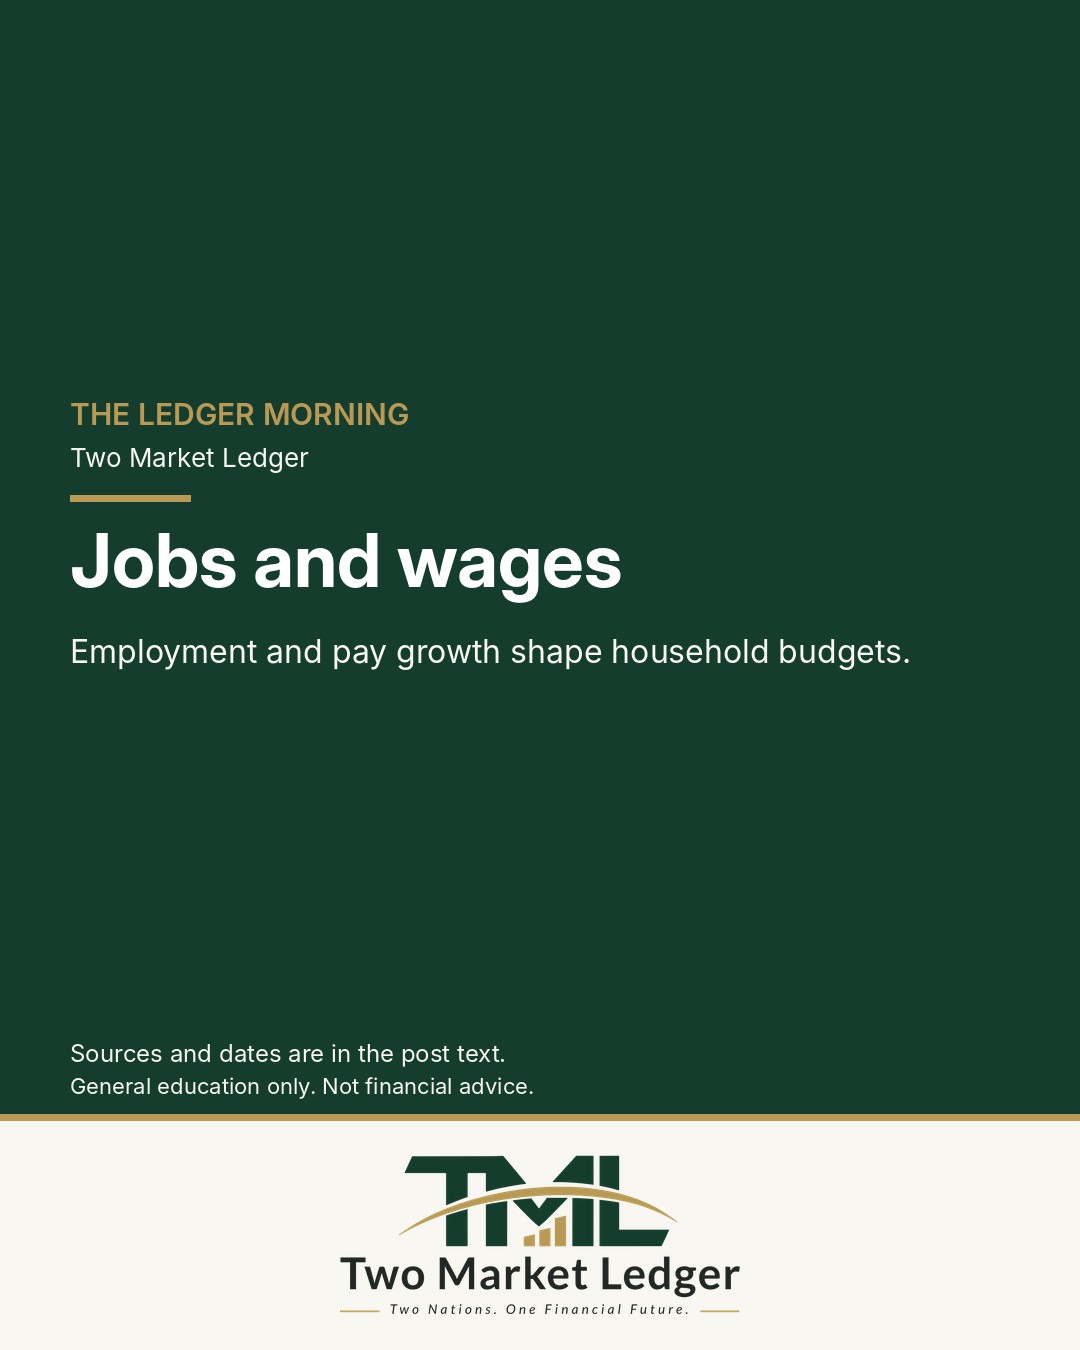 THE LEDGER MORNING
Two Market Ledger
Jobs and wages
Employment and pay growth shape household budgets.
Sources and dates are in the post text.
General education only. Not financial advice.
TML
Two Market Ledger
Two Nations. One Financial Future.